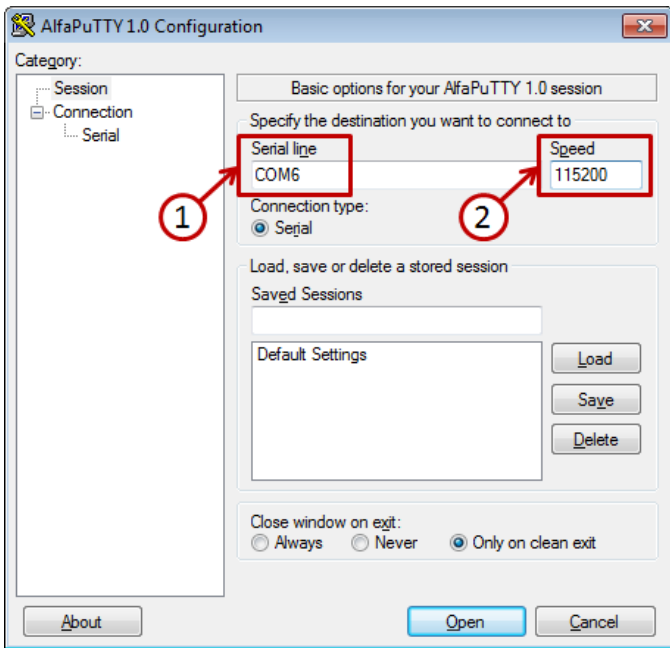 AlfaPuTTY 1.0 Configuration
Category:
Session
Connection
Serial
Basic options for your AlfaPuTTY 1.0 session
Specify the destination you want to connect to
Serial line Speed
COM6 115200
1 2
Connection type:
Serial
Load, save or delete a stored session
Saved Sessions
Default Settings
Load
Save
Delete
Close window on exit:
Always Never Only on clean exit
About Open Cancel